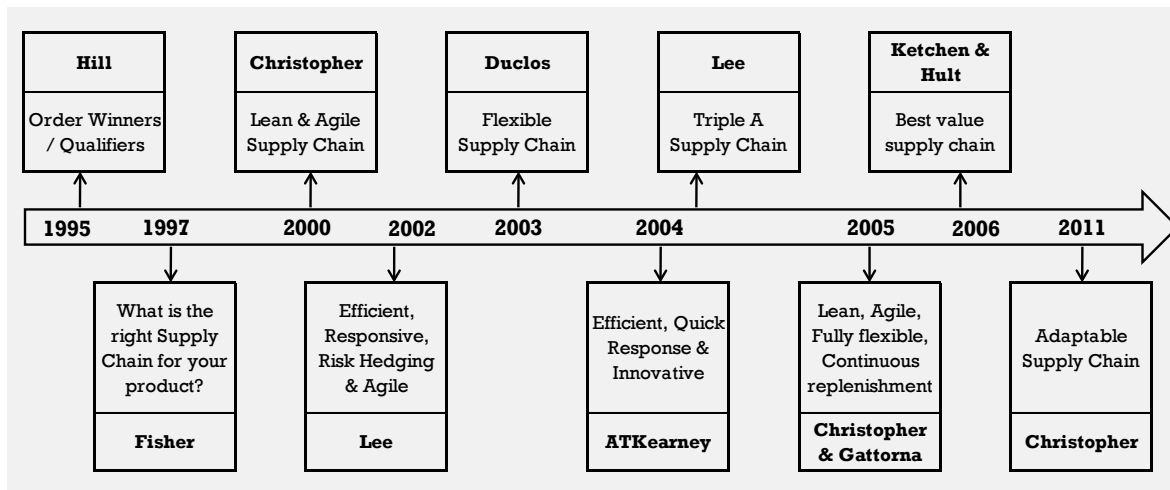 Hill
Order Winners
/ Qualifiers
Christopher
Lean & Agile
Supply Chain
Duclos
Flexible
Supply Chain
Lee
Triple A
Supply Chain
Ketchen &
Hult
Best value
supply chain
1995 1997 2000 2002 2003 2004 2005 2006 2011
What is the
right Supply
Chain for your
product?
Fisher
Efficient,
Responsive,
Risk Hedging
& Agile
Lee
Efficient, Quick
Response &
Innovative
ATKearney
Lean, Agile,
Fully flexible,
Continuous
replenishment
Christopher
& Gattorna
Adaptable
Supply Chain
Christopher